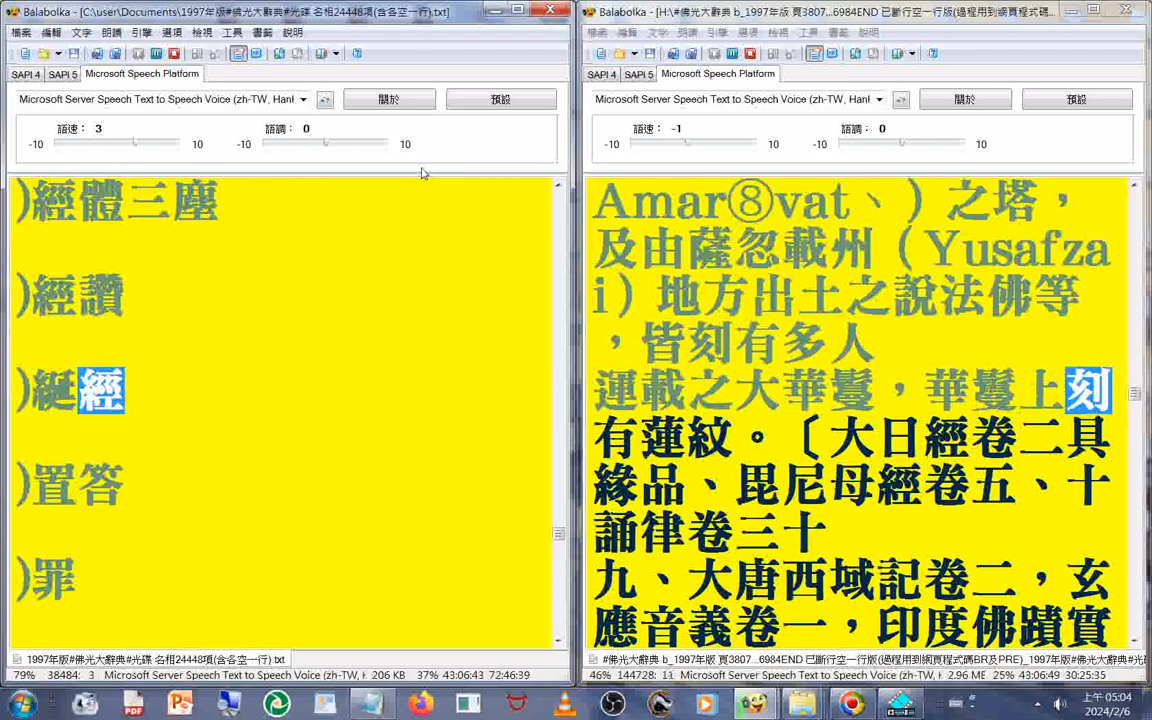 Balabolka - [C:\user\Documents\1997年版#佛光大辭典#光碟 名相24448項(含各空一行).txt]
檔案 編輯 文字 朗讀 引擎 選項 檢視 工具 書籤 說明
SAPI 4 SAPI 5 Microsoft Speech Platform
Microsoft Server Speech Text to Speech Voice (zh-TW, Hanl
關於 預設
語速： 3 語調： 0
-10 10 -10 10
)經體三塵
)經讚
)綖經
)置答
)罪
1997年版#佛光大辭典#光碟 名相24448項(含各空一行).txt
79% 38484: 3 Microsoft Server Speech Text to Speech Voice (zh-TW, H 206 KB 37% 43:06:43 72:46:39
Balabolka - [H:\#佛光大辭典 b_1997年版 頁3807...6984END 已斷行空一行版(過程用到網頁程式碼...
檔案 編輯 文字 朗讀 引擎 選項 檢視 工具 書籤 說明
SAPI 4 SAPI 5 Microsoft Speech Platform
Microsoft Server Speech Text to Speech Voice (zh-TW, Hanl
關於 預設
語速： -1 語調： 0
-10 10 -10 10
Amar⑧vat、）之塔，
及由薩忽載州（Yusafza
i）地方出土之說法佛等
，皆刻有多人
運載之大華鬘，華鬘上刻
有蓮紋。〔大日經卷二具
緣品、毘尼母經卷五、十
誦律卷三十
九、大唐西域記卷二，玄
應音義卷一，印度佛蹟實
#佛光大辭典 b_1997年版 頁3807...6984END 已斷行空一行版(過程用到網頁程式碼BR及PRE)_1997年版#佛光
46% 144728: 11 Microsoft Server Speech Text to Speech Voice (zh-TW, H 2.96 ME 25% 43:06:49 30:25:35
上午 05:04
2024/2/6